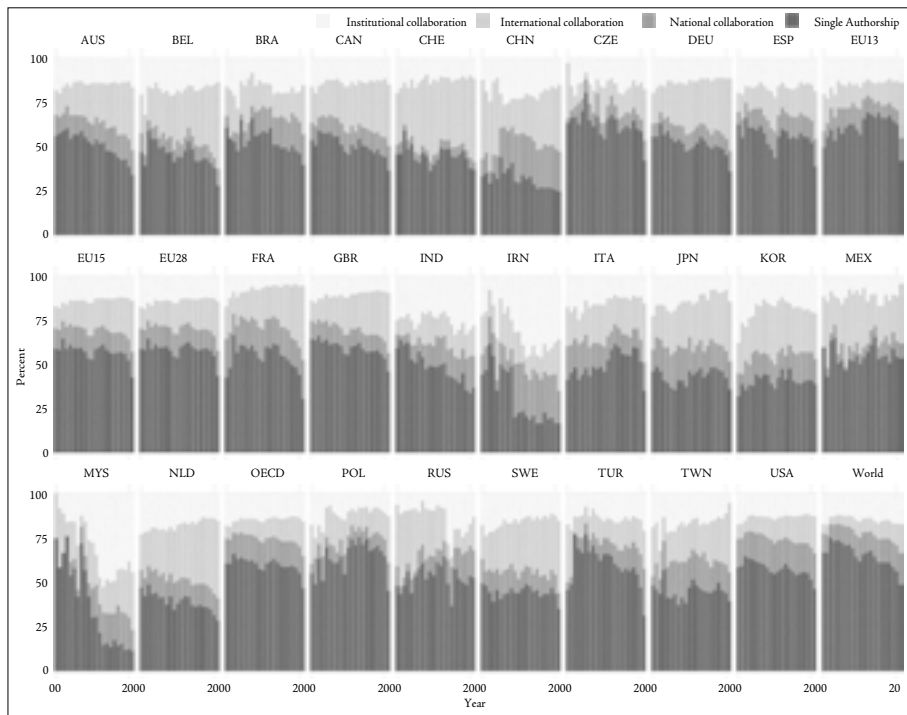 Institutional collaboration International collaboration National collaboration Single Authorship
AUS BEL BRA CAN CHE CHN CZE DEU ESP EU13
100
75
50
25
0
EU15 EU28 FRA GBR IND IRN ITA JPN KOR MEX
100
75
50
25
0
Percent
MYS NLD OECD POL RUS SWE TUR TWN USA World
100
75
50
25
0
00 2000 2000 2000 2000 2000 2000 2000 2000 2000 20
Year